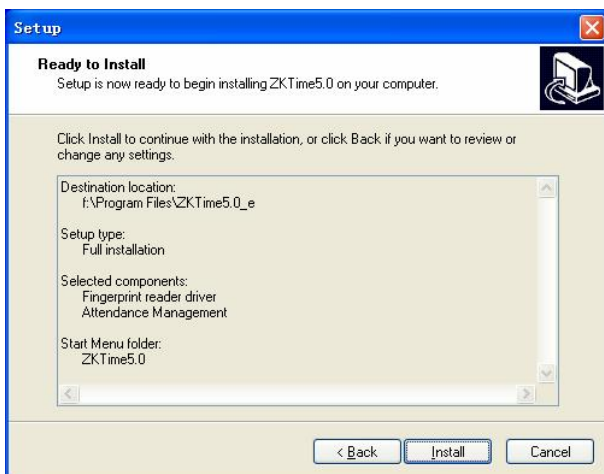 Setup
Ready to Install
Setup is now ready to begin installing ZKTime5.0 on your computer.
Click Install to continue with the installation, or click Back if you want to review or
change any settings.
Destination location:
f:\Program Files\ZKTime5.0_e
Setup type:
Full installation
Selected components:
Fingerprint reader driver
Attendance Management
Start Menu folder:
ZKTime5.0
< Back
Install
Cancel